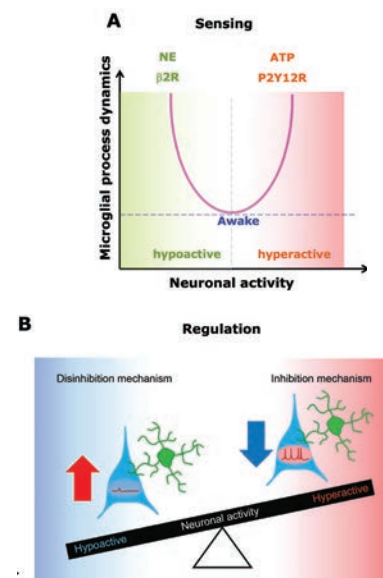 A
Sensing
NE
β2R
ATP
P2Y12R
Microglial process dynamics
Awake
hypoactive
hyperactive
Neuronal activity
B
Regulation
Disinhibition mechanism
Inhibition mechanism
Hypoactive
Neuronal activity
Hyperactive